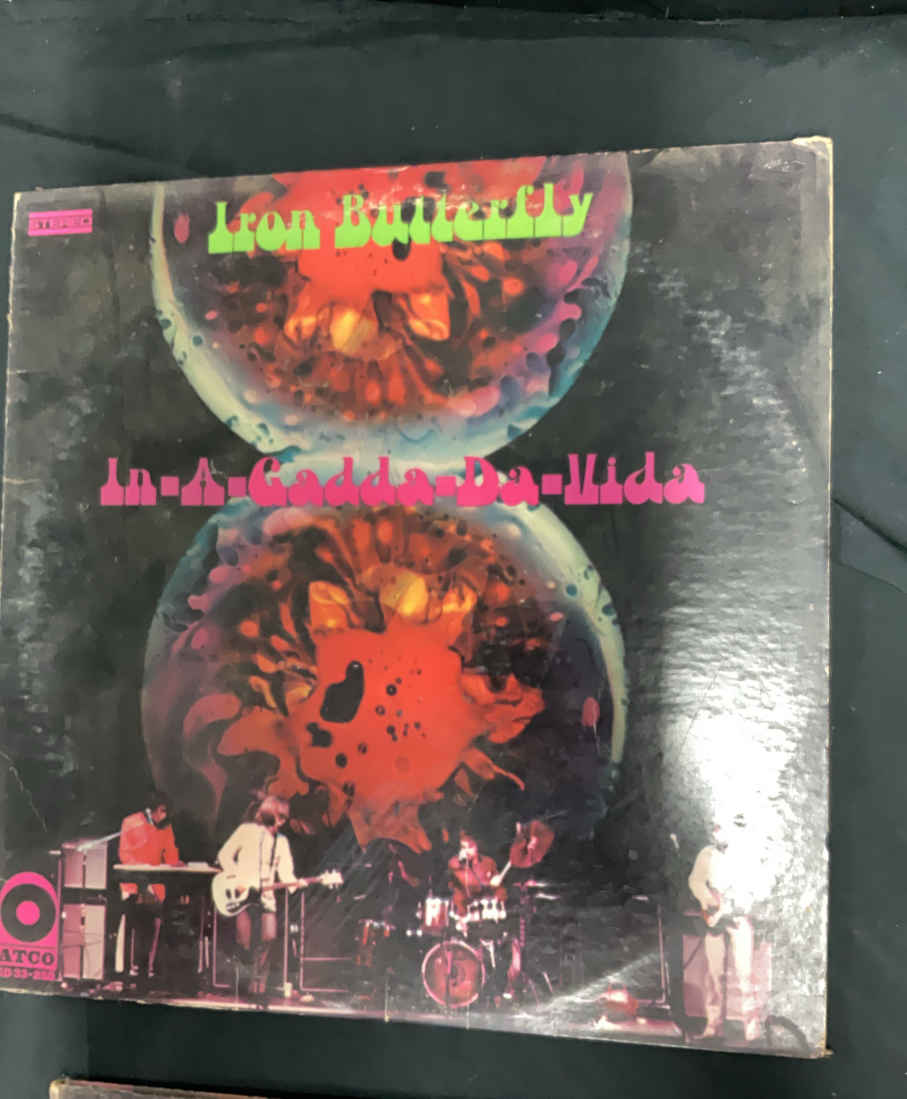 STEREO
Iron Butterfly
In-A-Gadda-Da-Vida
ATCO